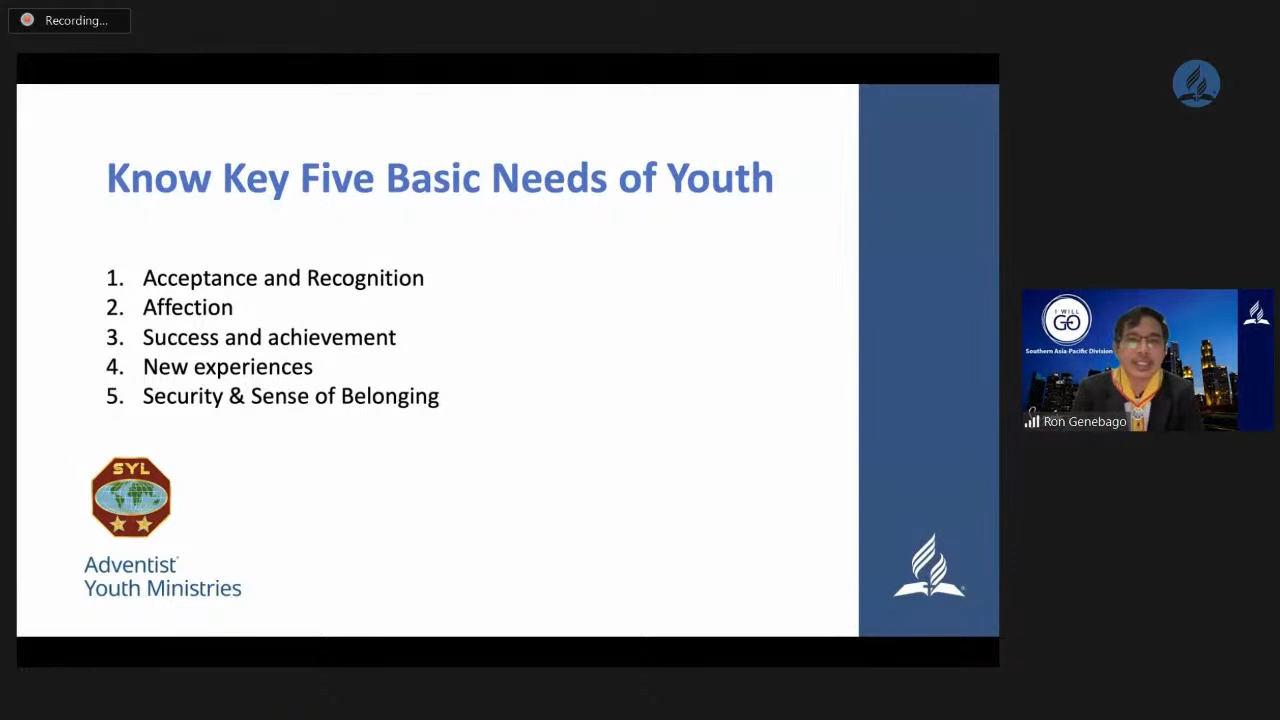 Recording...
Know Key Five Basic Needs of Youth
1. Acceptance and Recognition
2. Affection
3. Success and achievement
4. New experiences
5. Security & Sense of Belonging
SYL
Adventist
Youth Ministries
I WILL
GO
Southern Asia-Pacific Division
Ron Genebago